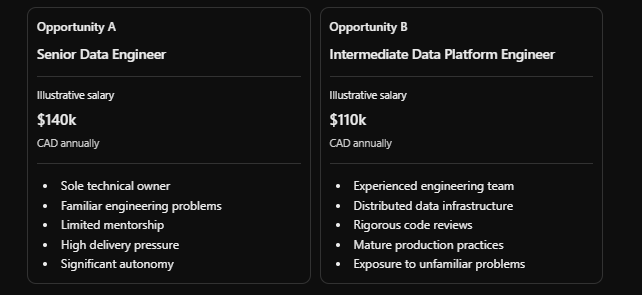 Opportunity A
Senior Data Engineer
Illustrative salary
$140k
CAD annually
Sole technical owner
Familiar engineering problems
Limited mentorship
High delivery pressure
Significant autonomy
Opportunity B
Intermediate Data Platform Engineer
Illustrative salary
$110k
CAD annually
Experienced engineering team
Distributed data infrastructure
Rigorous code reviews
Mature production practices
Exposure to unfamiliar problems